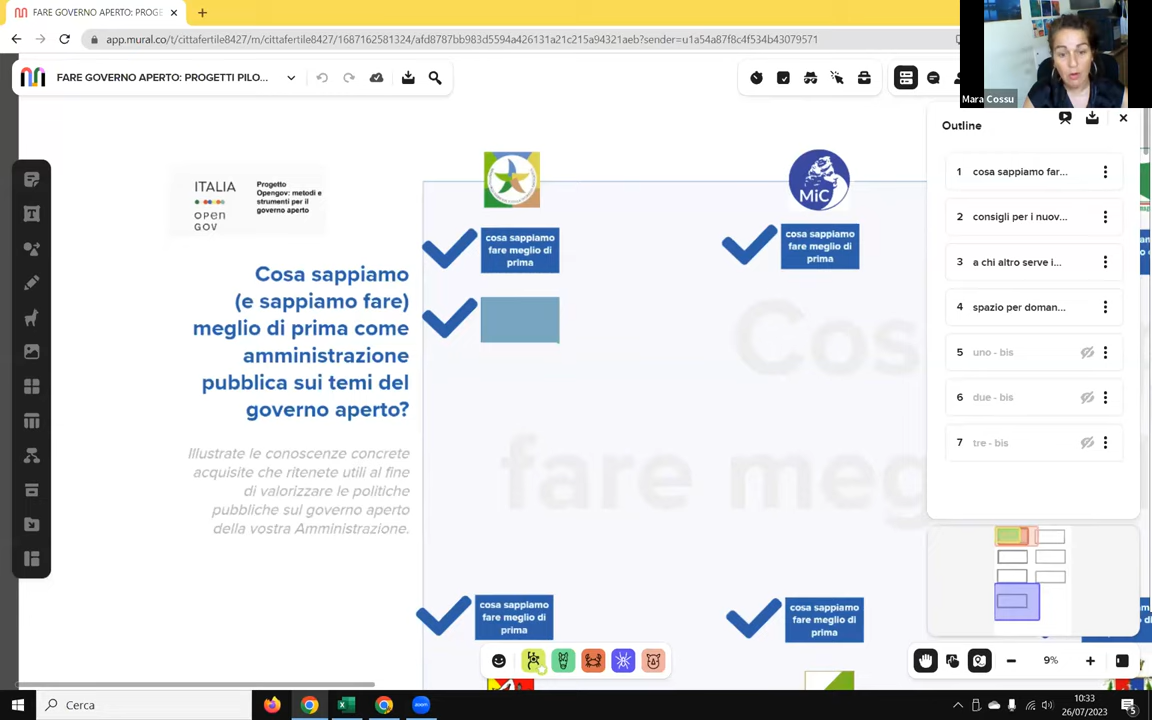 FARE GOVERNO APERTO: PROGE
app.mural.co/t/cittafertile8427/m/cittafertile8427/1687162581324/afd8787bb983d5594a426131a21c215a94321aeb?sender=u1a54a87f8c4f534b43079571
FARE GOVERNO APERTO: PROGETTI PILO...
Mara Cossu
Outline
1 cosa sappiamo far...
2 consigli per i nuov...
3 a chi altro serve i...
4 spazio per doman...
5 uno - bis
6 due - bis
7 tre - bis
ITALIA
OPEN
GOV
Progetto
Opengov: metodi e
strumenti per il
governo aperto
MiC
cosa sappiamo
fare meglio di
prima
cosa sappiamo
fare meglio di
prima
Cosa sappiamo
(e sappiamo fare)
meglio di prima come
amministrazione
pubblica sui temi del
governo aperto?
Illustrate le conoscenze concrete
acquisite che ritenete utili al fine
di valorizzare le politiche
pubbliche sul governo aperto
della vostra Amministrazione.
Cos
fare meg
cosa sappiamo
fare meglio di
prima
cosa sappiamo
fare meglio di
prima
9%
Cerca
zoom
10:33
26/07/2023
5